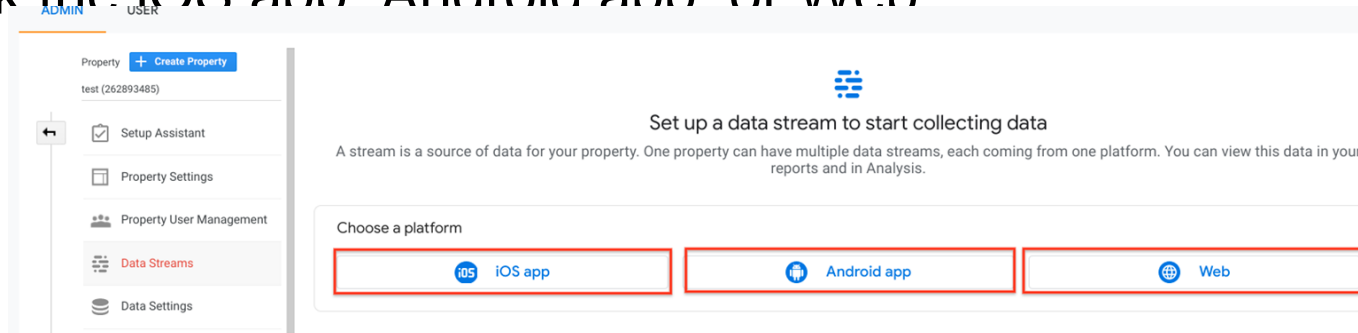 ADMIN USER
Property + Create Property
test (262893485)
Setup Assistant
Property Settings
Property User Management
Data Streams
Data Settings
Set up a data stream to start collecting data
A stream is a source of data for your property. One property can have multiple data streams, each coming from one platform. You can view this data in your
reports and in Analysis.
Choose a platform
iOS iOS app
Android app
Web